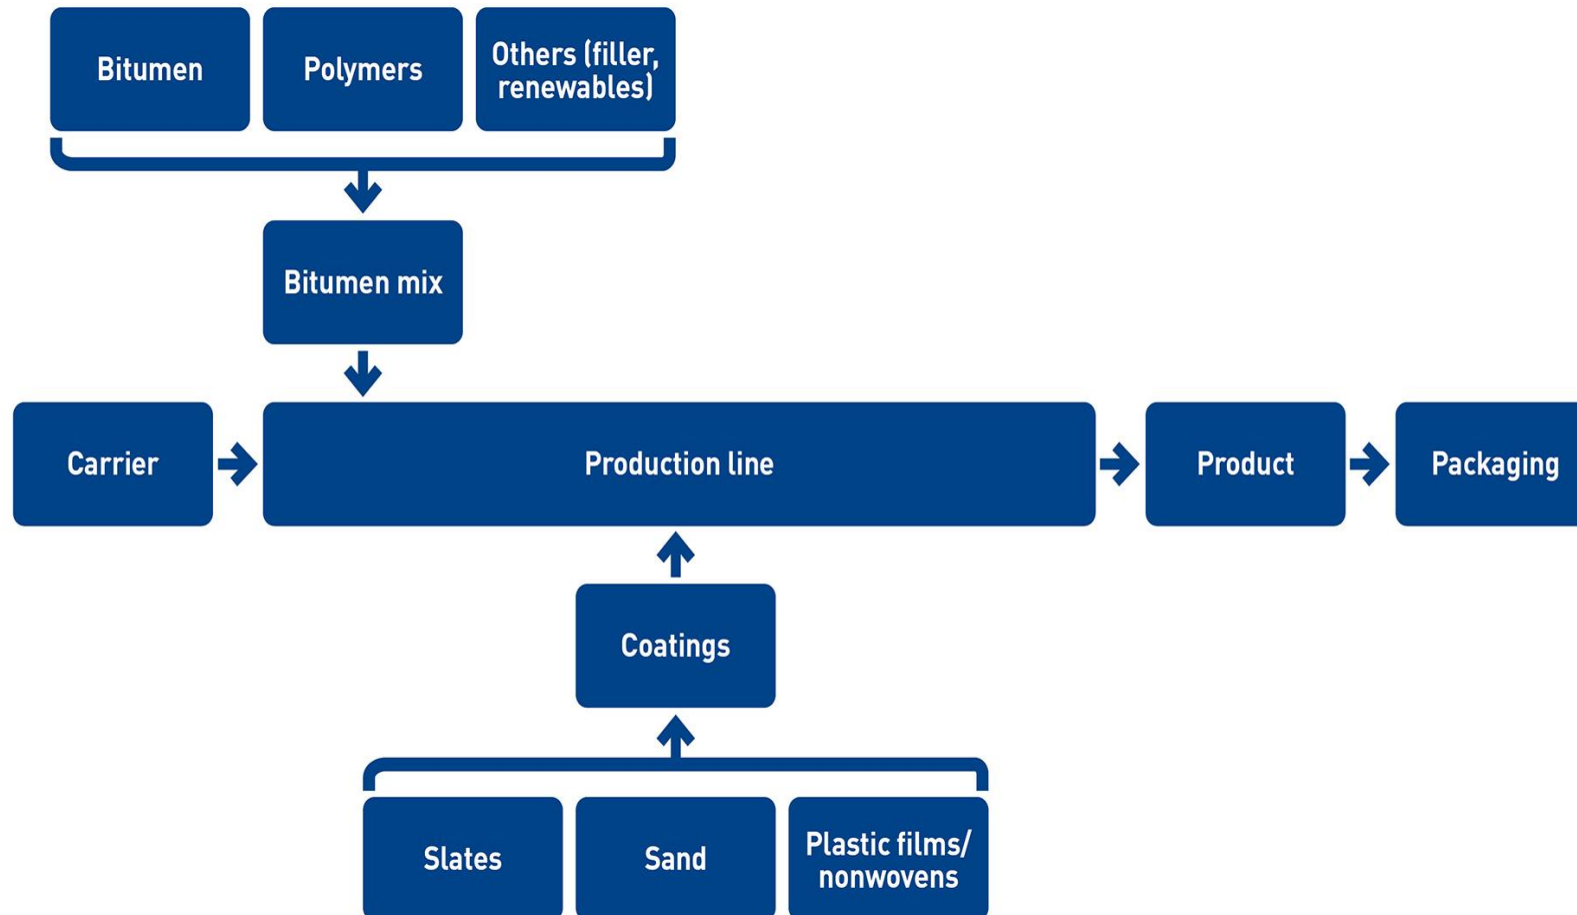 Bitumen
Polymers
Others (filler,
renewables)
Bitumen mix
Carrier
Production line
Product
Packaging
Coatings
Slates
Sand
Plastic films/
nonwovens